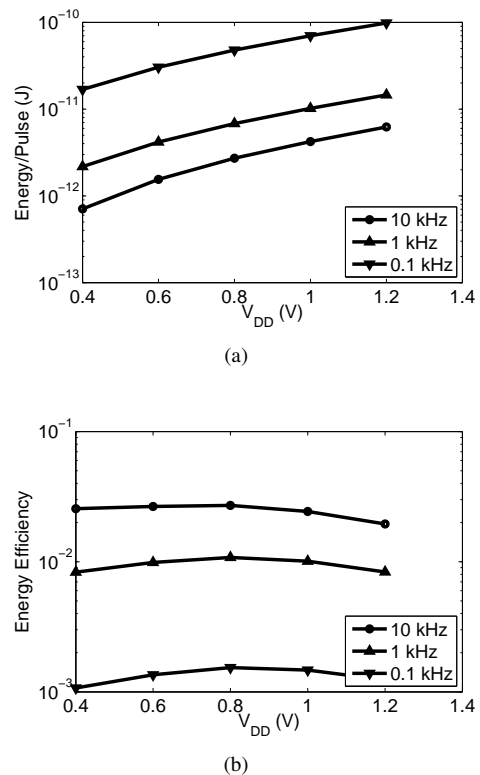 10⁻¹⁰
10⁻¹¹
10⁻¹²
10⁻¹³
Energy/Pulse (J)
10 kHz
1 kHz
0.1 kHz
0.4 0.6 0.8 1 1.2 1.4
V_DD (V)
(a)
10⁻¹
10⁻²
10⁻³
Energy Efficiency
10 kHz
1 kHz
0.1 kHz
0.4 0.6 0.8 1 1.2 1.4
V_DD (V)
(b)